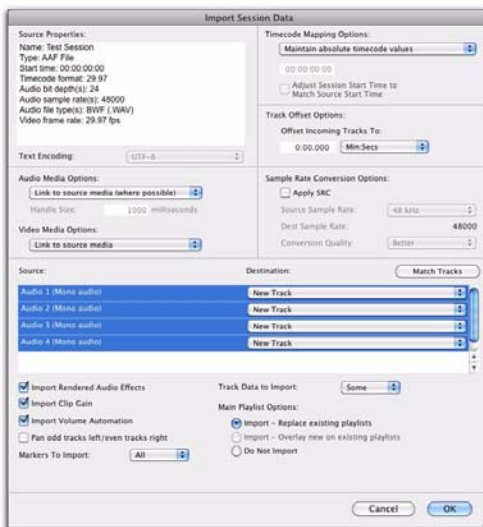 Import Session Data
Source Properties:
Name: Test Session
Type: AAF File
Start time: 00:00:00:00
Timecode format: 29.97
Audio bit depth(s): 24
Audio sample rate(s): 48000
Audio file type(s): BWF (.WAV)
Video frame rate: 29.97 fps
Text Encoding: UTF-8
Timecode Mapping Options:
Maintain absolute timecode values
00:00:00:00
Adjust Session Start Time to
Match Source Start Time
Track Offset Options:
Offset Incoming Tracks To:
0:00.000 Min:Secs
Audio Media Options:
Link to source media (where possible)
Handle Size: 1000 milliseconds
Video Media Options:
Link to source media
Sample Rate Conversion Options:
Apply SRC
Source Sample Rate: 48 kHz
Dest Sample Rate: 48000
Conversion Quality: Better
Source: Destination: Match Tracks
Audio 1 (Mono audio) New Track
Audio 2 (Mono audio) New Track
Audio 3 (Mono audio) New Track
Audio 4 (Mono audio) New Track
Import Rendered Audio Effects
Import Clip Gain
Import Volume Automation
Pan odd tracks left/even tracks right
Markers To Import: All
Track Data to Import: Some
Main Playlist Options:
Import - Replace existing playlists
Import - Overlay new on existing playlists
Do Not Import
Cancel OK